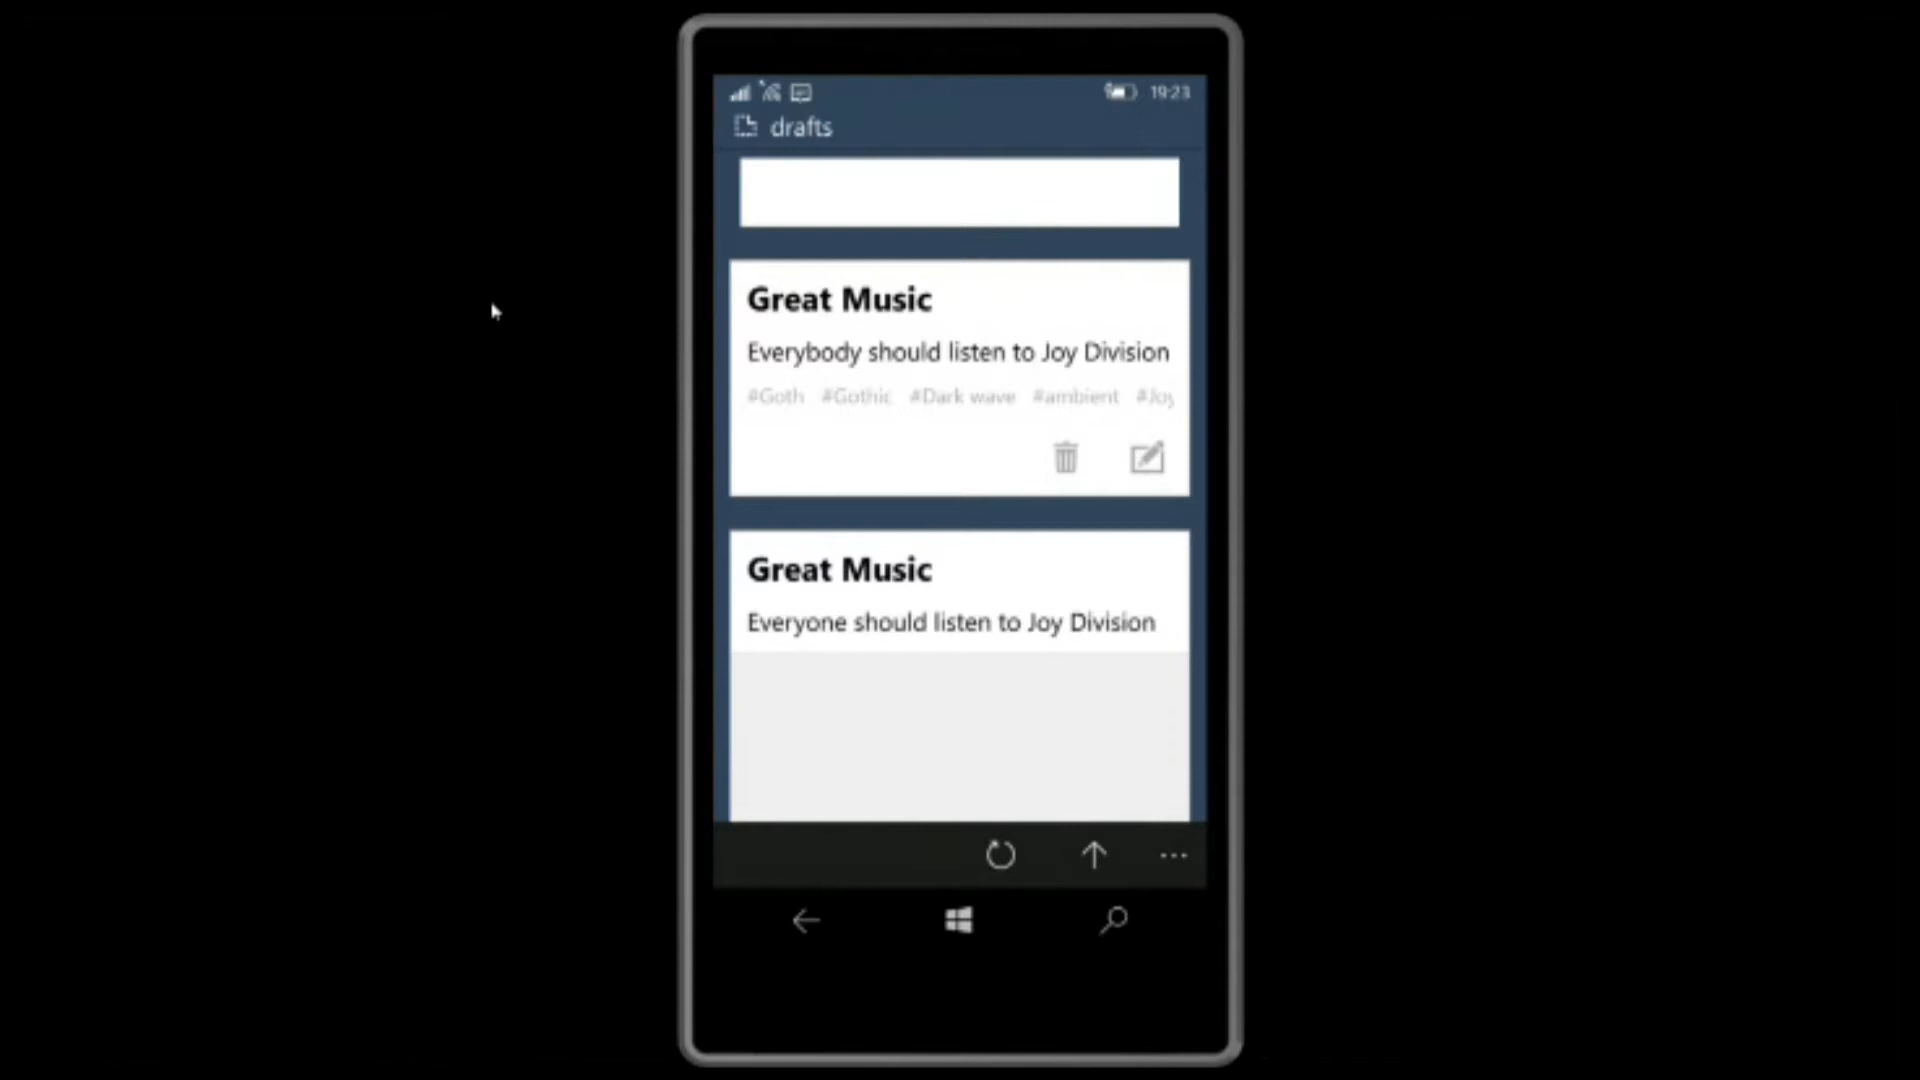 19:23
drafts
Great Music
Everybody should listen to Joy Division
#Goth #Gothic #Dark wave #ambient #Joy
Great Music
Everyone should listen to Joy Division